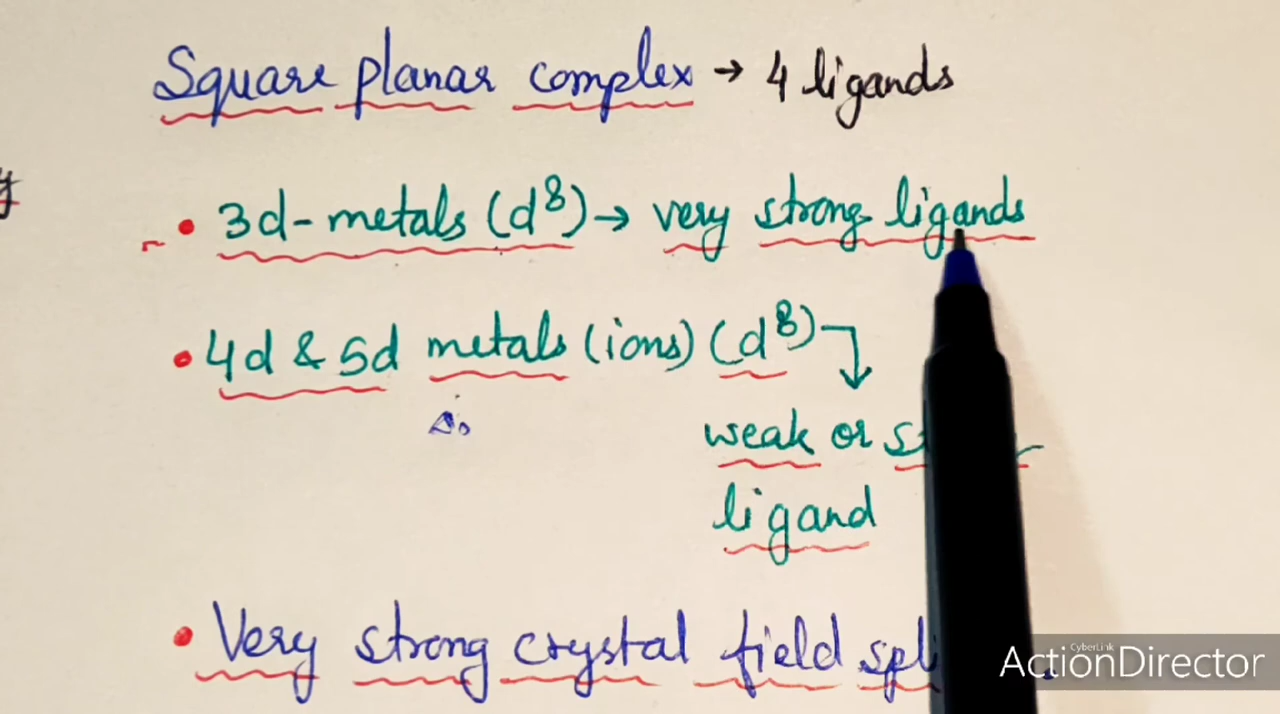 Square planar complex → 4 ligands
• 3d-metals (d⁸) → very strong ligands
• 4d & 5d metals (ions) (d⁸)
Δo
weak or
ligand
• Very strong crystal field
CyberLink
ActionDirector